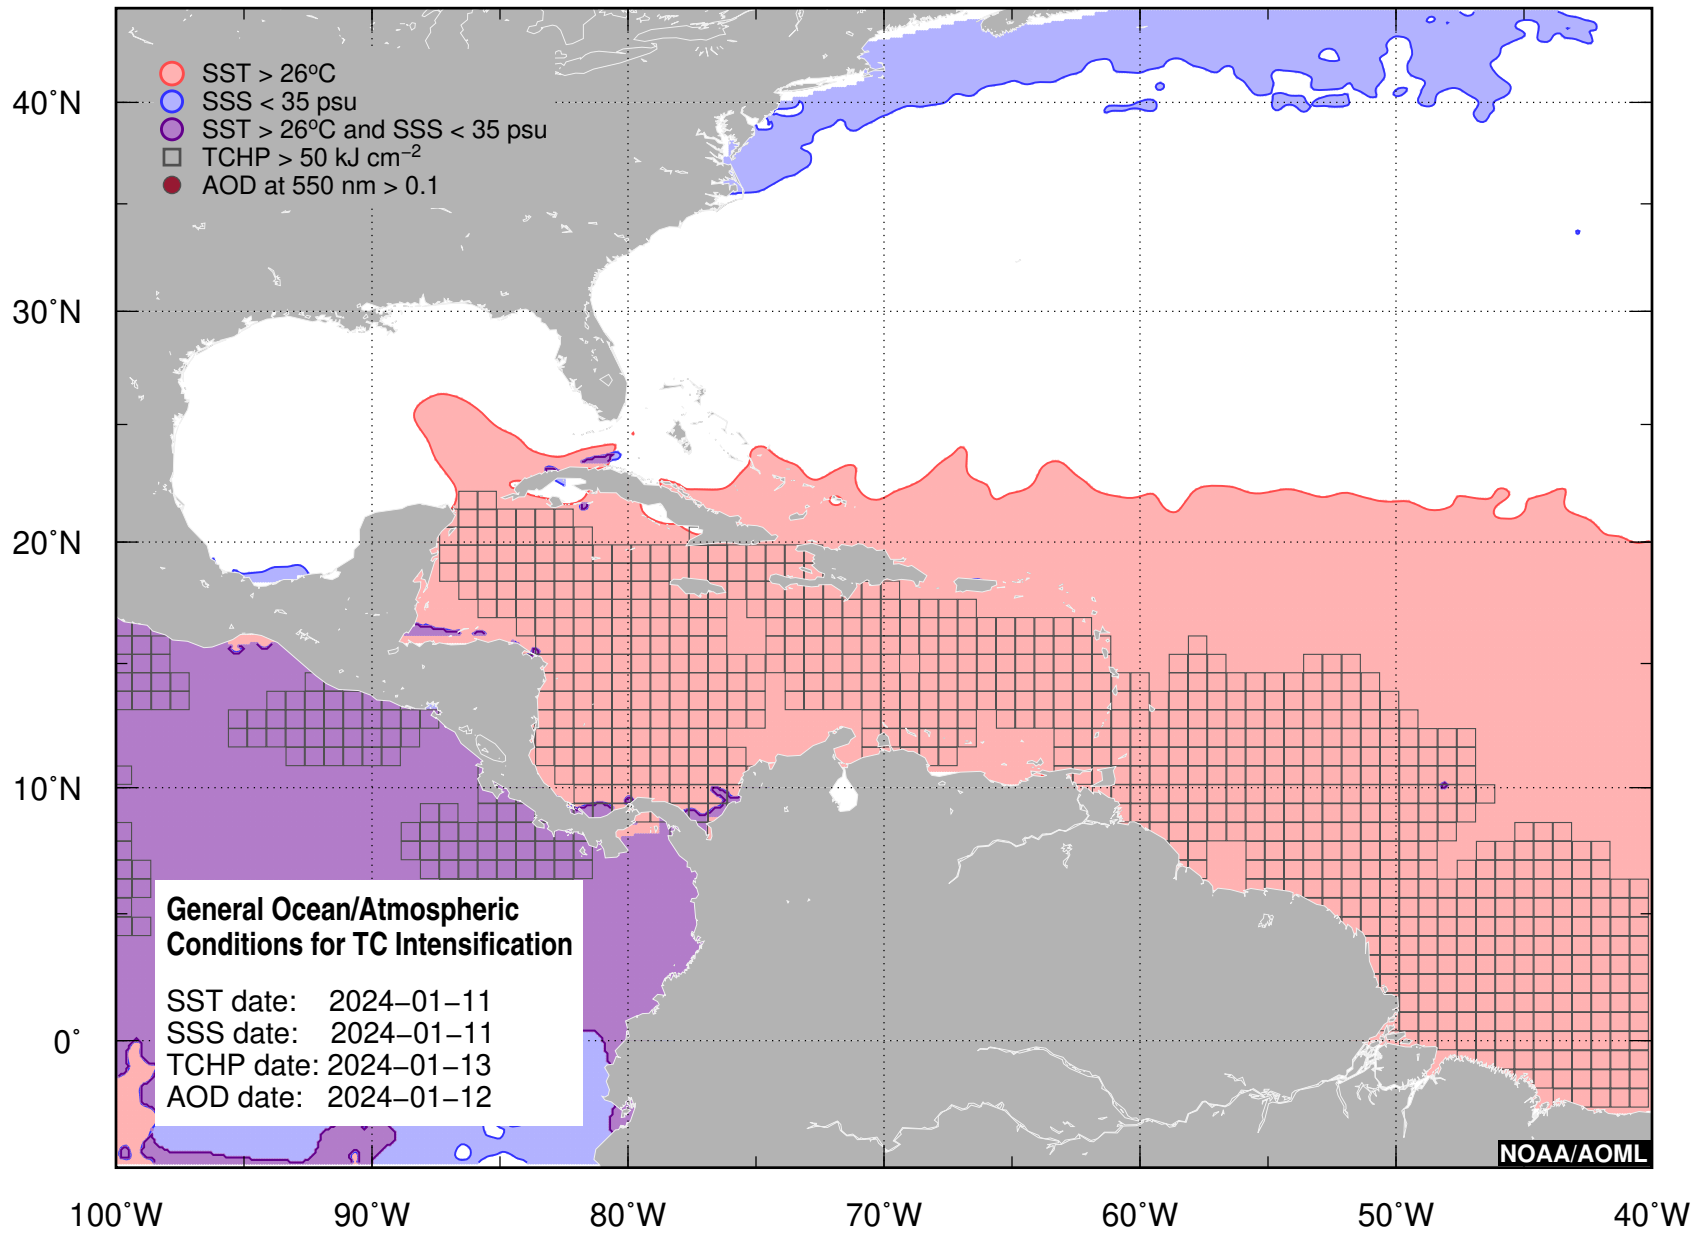 SST > 26°C
SSS < 35 psu
SST > 26°C and SSS < 35 psu
TCHP > 50 kJ cm⁻²
AOD at 550 nm > 0.1
40°N
30°N
20°N
10°N
0°
General Ocean/Atmospheric
Conditions for TC Intensification
SST date: 2024−01−11
SSS date: 2024−01−11
TCHP date: 2024−01−13
AOD date: 2024−01−12
NOAA/AOML
100°W 90°W 80°W 70°W 60°W 50°W 40°W